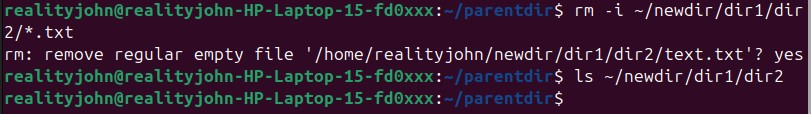 realityjohn@realityjohn-HP-Laptop-15-fd0xxx:~/parentdir$ rm -i ~/newdir/dir1/dir
2/*.txt
rm: remove regular empty file '/home/realityjohn/newdir/dir1/dir2/text.txt'? yes
realityjohn@realityjohn-HP-Laptop-15-fd0xxx:~/parentdir$ ls ~/newdir/dir1/dir2
realityjohn@realityjohn-HP-Laptop-15-fd0xxx:~/parentdir$